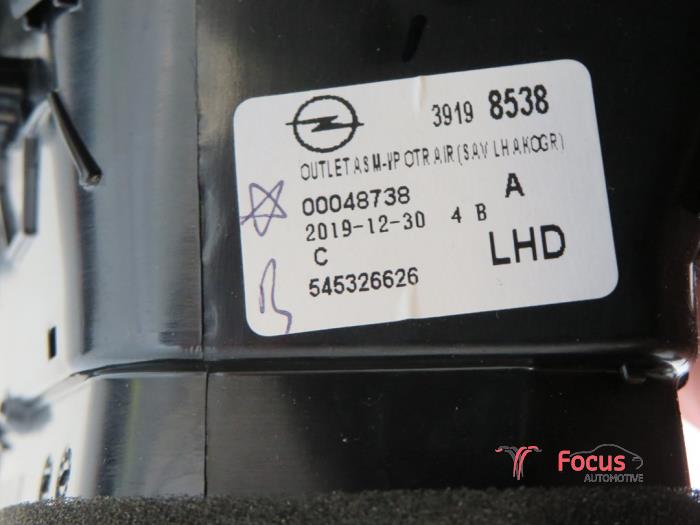 3919 8538
OUTLET ASM-I/P OTR AIR (SAV LH AKOGR)
00048738 A
2019-12-30 4 B
C LHD
545326626
Focus
AUTOMOTIVE